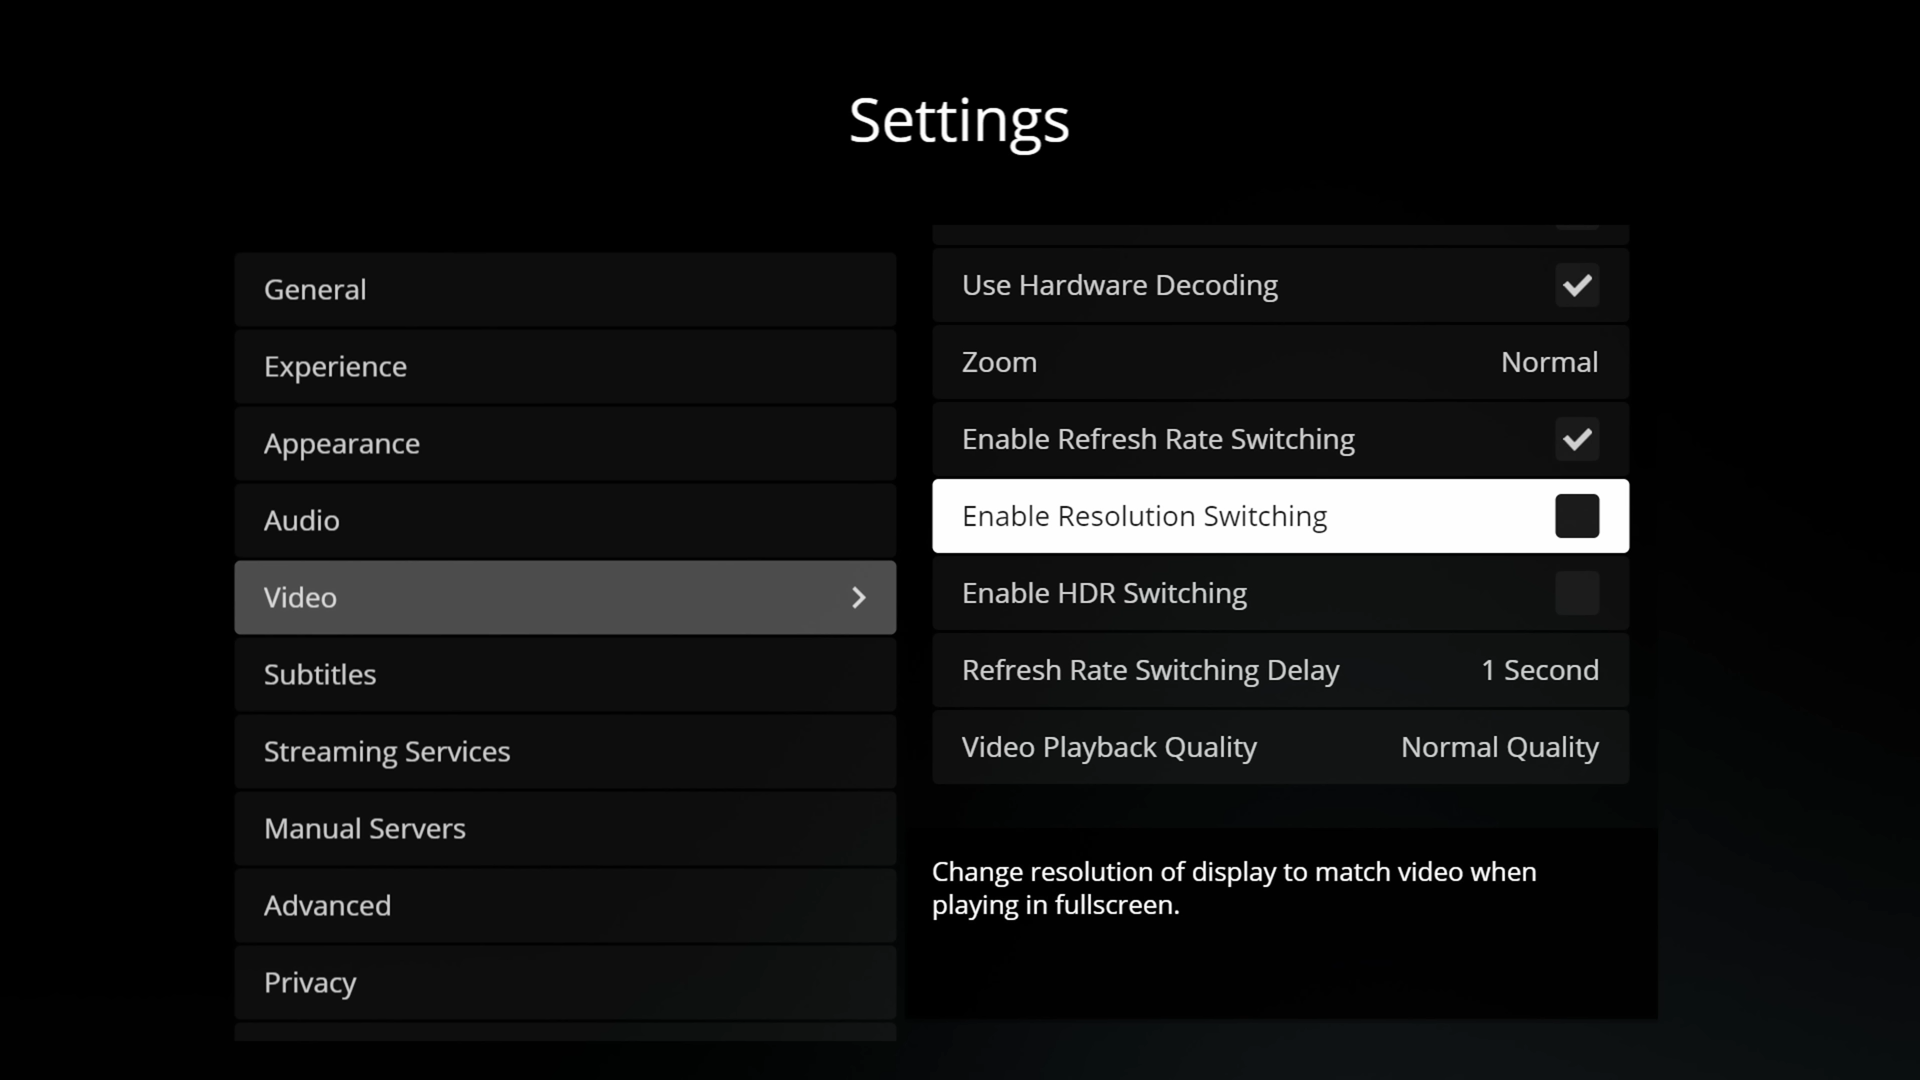 Settings
General
Experience
Appearance
Audio
Video
Subtitles
Streaming Services
Manual Servers
Advanced
Privacy
Use Hardware Decoding
Zoom Normal
Enable Refresh Rate Switching
Enable Resolution Switching
Enable HDR Switching
Refresh Rate Switching Delay 1 Second
Video Playback Quality Normal Quality
Change resolution of display to match video when
playing in fullscreen.